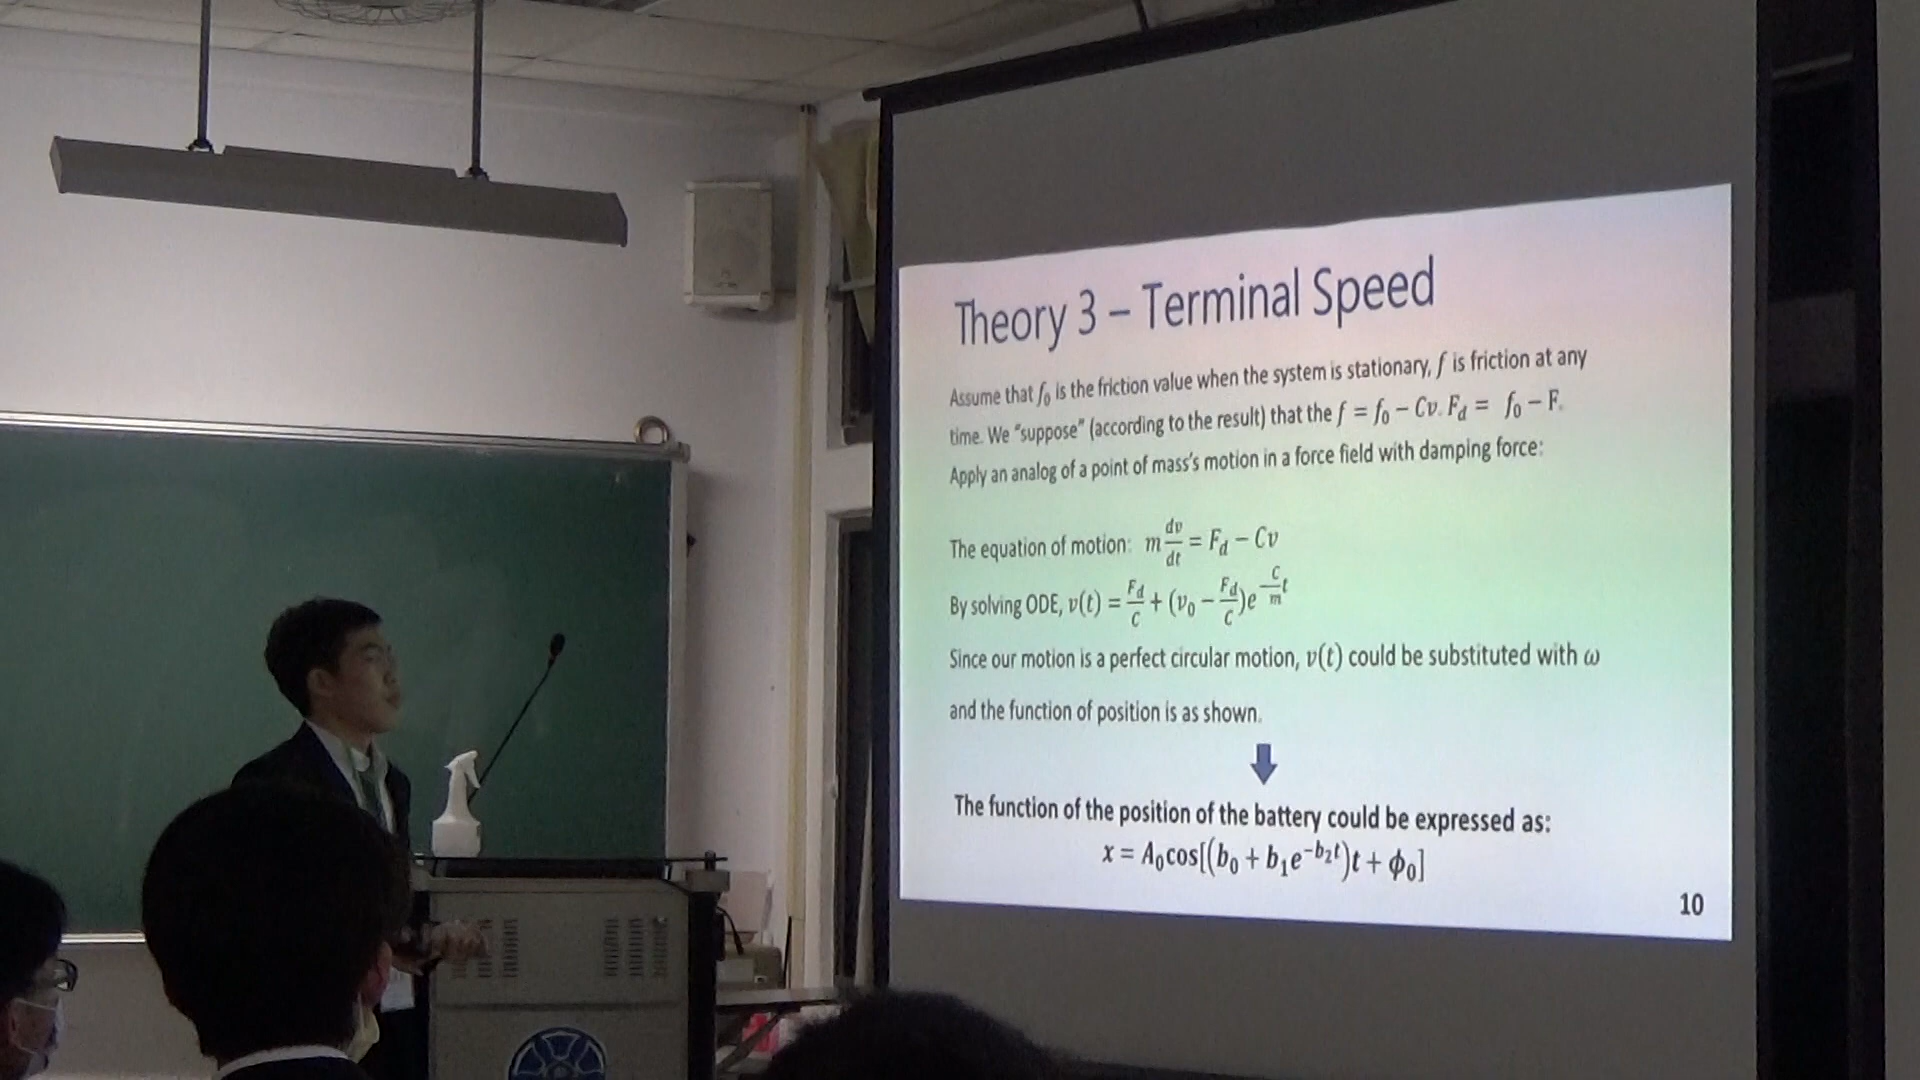 Theory 3 – Terminal Speed
Assume that f₀ is the friction value when the system is stationary, f is friction at any
time. We "suppose" (according to the result) that the f = f₀ − Cv. F_d = f₀ − F.
Apply an analog of a point of mass's motion in a force field with damping force:
The equation of motion: m dv/dt = F_d − Cv
By solving ODE, v(t) = F_d/C + (v₀ − F_d/C)e^(−(C/m)t)
Since our motion is a perfect circular motion, v(t) could be substituted with ω
and the function of position is as shown.
The function of the position of the battery could be expressed as:
x = A₀cos[(b₀ + b₁e^(−b₂t))t + ϕ₀]
10